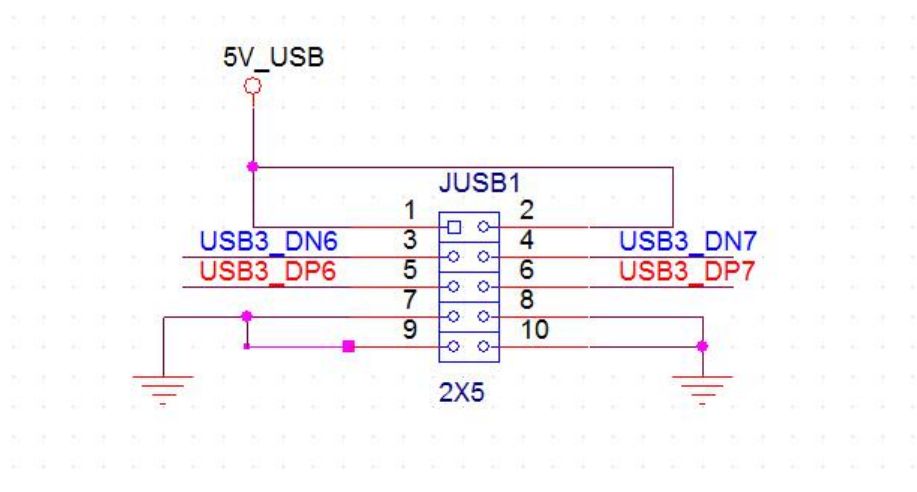 5V_USB
JUSB1
1 2
USB3_DN6 3 4 USB3_DN7
USB3_DP6 5 6 USB3_DP7
7 8
9 10
2X5